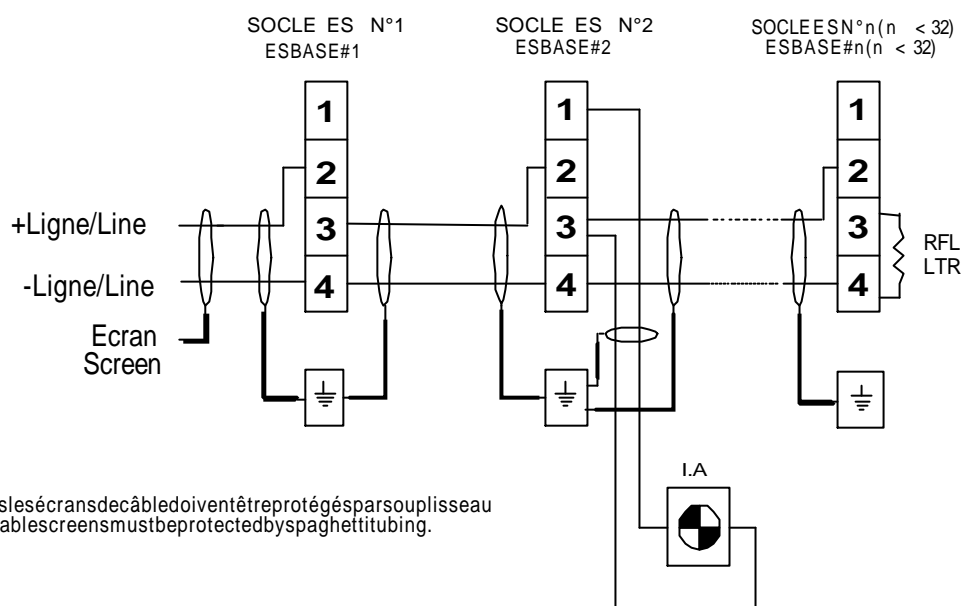 SOCLE ES N°1
ESBASE#1
SOCLE ES N°2
ESBASE#2
SOCLEESN°n(n < 32)
ESBASE#n(n < 32)
1
2
3
4
1
2
3
4
1
2
3
4
+Ligne/Line
-Ligne/Line
Ecran
Screen
RFL
LTR
I.A
slesécransdecâbledoiventêtreprotégésparsouplisseau
ablescreensmustbeprotectedbyspaghettitubing.